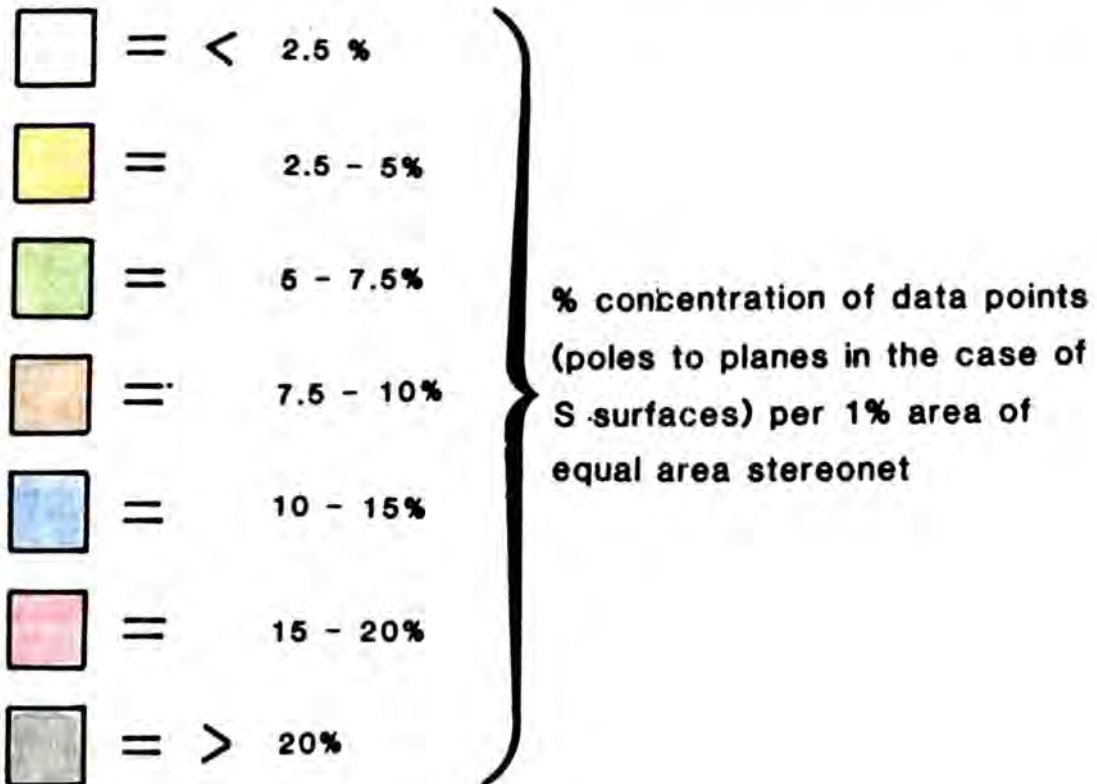 = < 2.5 %
= 2.5 - 5%
= 5 - 7.5%
= 7.5 - 10%
= 10 - 15%
= 15 - 20%
= > 20%
% concentration of data points
(poles to planes in the case of
S surfaces) per 1% area of
equal area stereonet